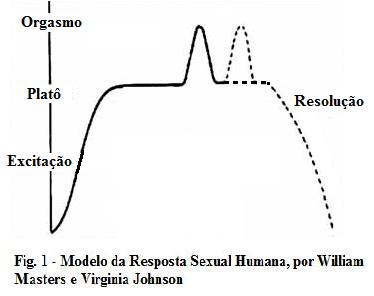 Orgasmo
Platô
Resolução
Excitação
Fig. 1 - Modelo da Resposta Sexual Humana, por William
Masters e Virginia Johnson